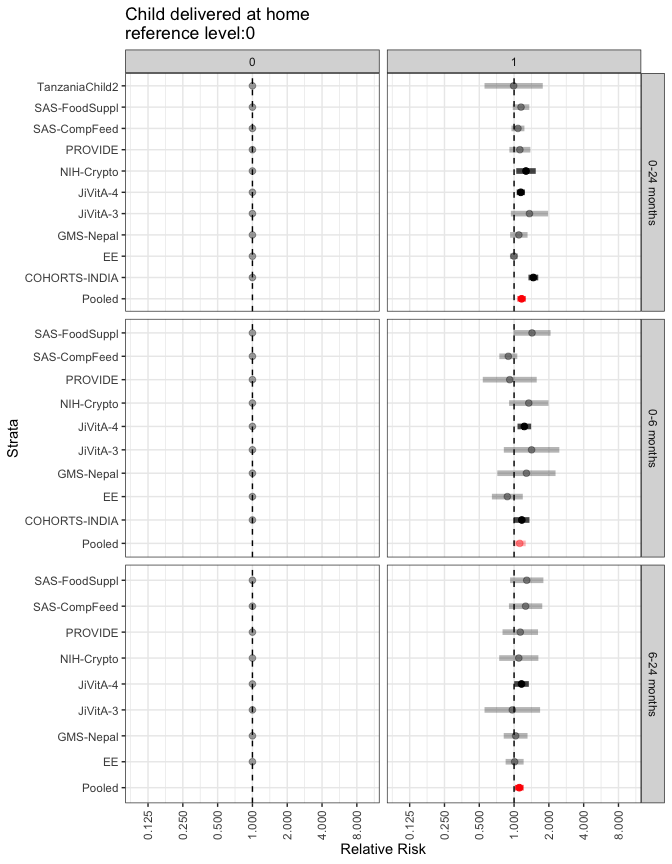 Child delivered at home
reference level:0
0
1
TanzaniaChild2
SAS-FoodSuppl
SAS-CompFeed
PROVIDE
NIH-Crypto
JiVitA-4
JiVitA-3
GMS-Nepal
EE
COHORTS-INDIA
Pooled
0-24 months
SAS-FoodSuppl
SAS-CompFeed
PROVIDE
NIH-Crypto
JiVitA-4
JiVitA-3
GMS-Nepal
EE
COHORTS-INDIA
Pooled
0-6 months
SAS-FoodSuppl
SAS-CompFeed
PROVIDE
NIH-Crypto
JiVitA-4
JiVitA-3
GMS-Nepal
EE
Pooled
6-24 months
Strata
0.125
0.250
0.500
1.000
2.000
4.000
8.000
0.125
0.250
0.500
1.000
2.000
4.000
8.000
Relative Risk